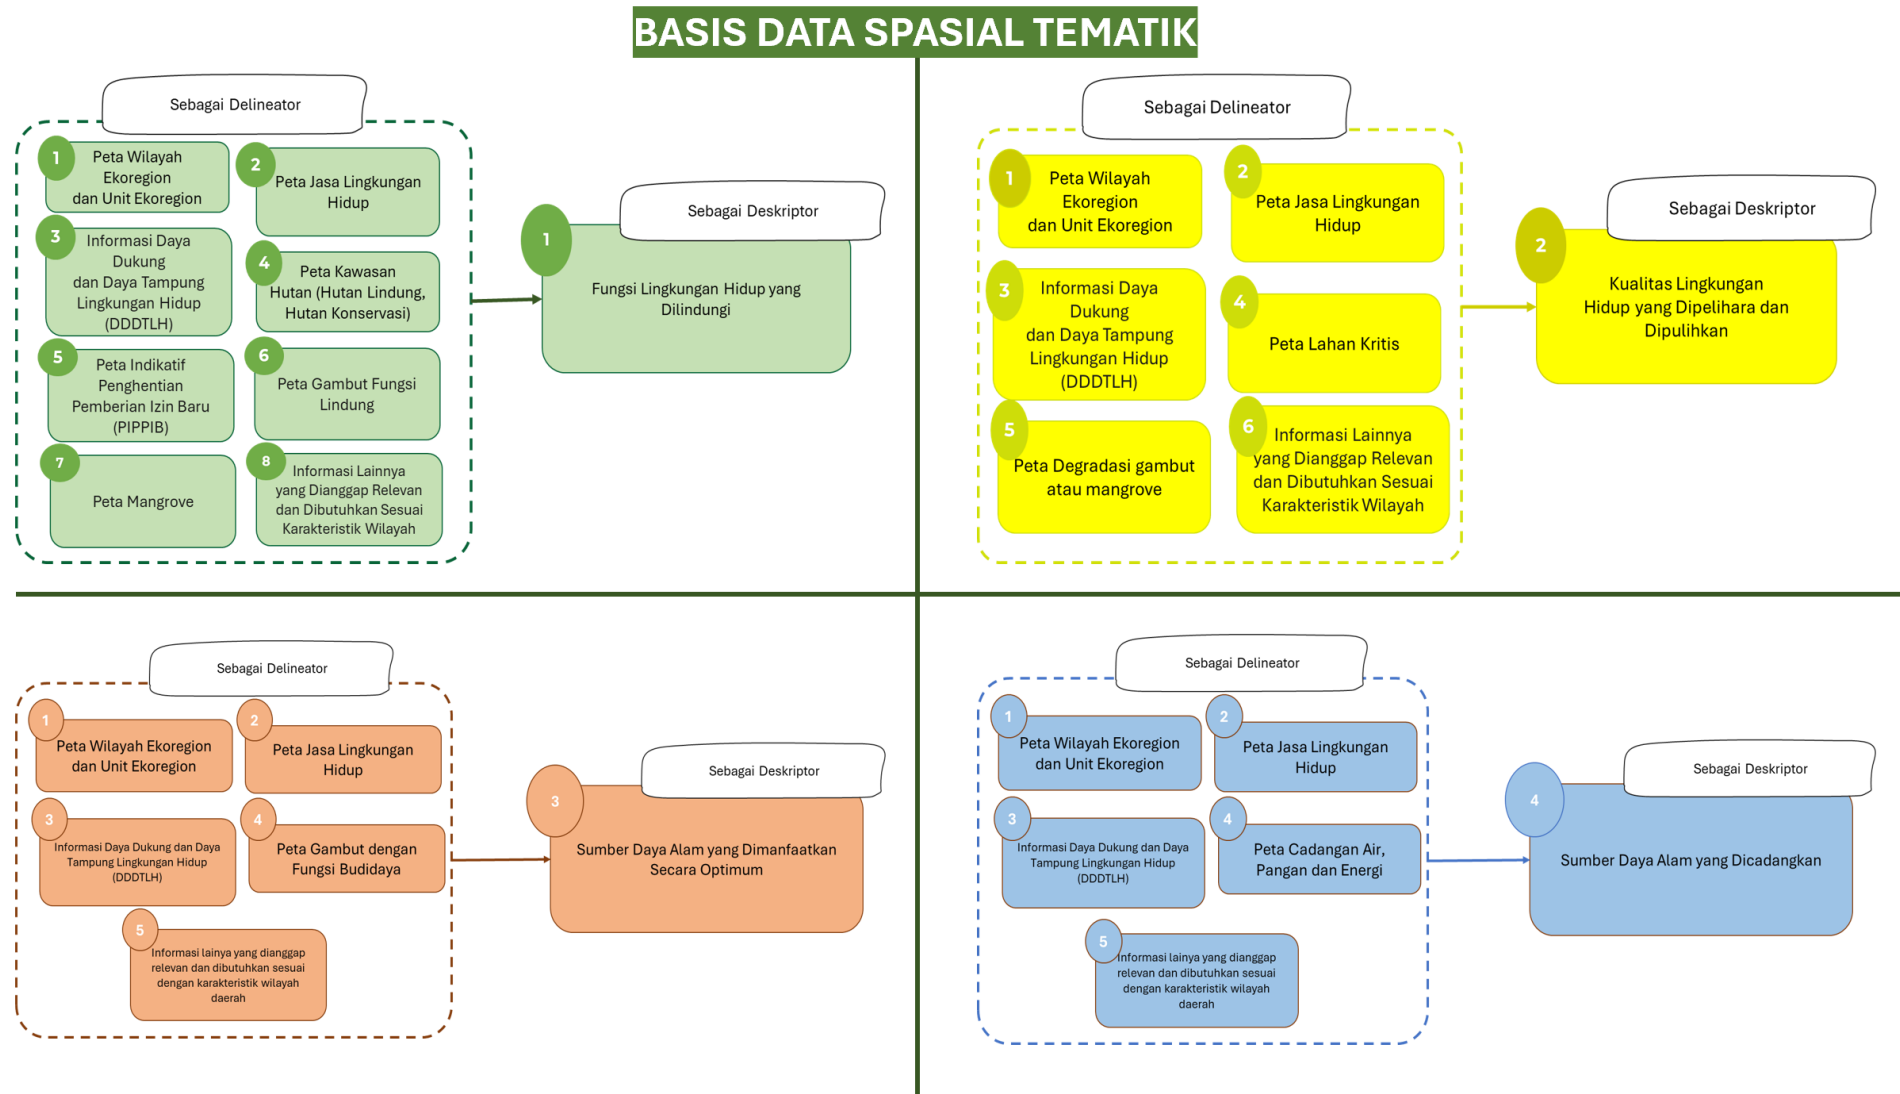 BASIS DATA SPASIAL TEMATIK
Sebagai Delineator
1
Peta Wilayah
Ekoregion
dan Unit Ekoregion
2
Peta Jasa Lingkungan
Hidup
3
Informasi Daya
Dukung
dan Daya Tampung
Lingkungan Hidup
(DDDTLH)
4
Peta Kawasan
Hutan (Hutan Lindung,
Hutan Konservasi)
5
Peta Indikatif
Penghentian
Pemberian Izin Baru
(PIPPIB)
6
Peta Gambut Fungsi
Lindung
7
Peta Mangrove
8
Informasi Lainnya
yang Dianggap Relevan
dan Dibutuhkan Sesuai
Karakteristik Wilayah
Sebagai Deskriptor
1
Fungsi Lingkungan Hidup yang
Dilindungi
Sebagai Delineator
1
Peta Wilayah
Ekoregion
dan Unit Ekoregion
2
Peta Jasa Lingkungan
Hidup
3
Informasi Daya
Dukung
dan Daya Tampung
Lingkungan Hidup
(DDDTLH)
4
Peta Lahan Kritis
5
Peta Degradasi gambut
atau mangrove
6
Informasi Lainnya
yang Dianggap Relevan
dan Dibutuhkan Sesuai
Karakteristik Wilayah
Sebagai Deskriptor
2
Kualitas Lingkungan
Hidup yang Dipelihara dan
Dipulihkan
Sebagai Delineator
1
Peta Wilayah Ekoregion
dan Unit Ekoregion
2
Peta Jasa Lingkungan
Hidup
3
Informasi Daya Dukung dan Daya
Tampung Lingkungan Hidup
(DDDTLH)
4
Peta Gambut dengan
Fungsi Budidaya
5
Informasi lainya yang dianggap
relevan dan dibutuhkan sesuai
dengan karakteristik wilayah
daerah
Sebagai Deskriptor
3
Sumber Daya Alam yang Dimanfaatkan
Secara Optimum
Sebagai Delineator
1
Peta Wilayah Ekoregion
dan Unit Ekoregion
2
Peta Jasa Lingkungan
Hidup
3
Informasi Daya Dukung dan Daya
Tampung Lingkungan Hidup
(DDDTLH)
4
Peta Cadangan Air,
Pangan dan Energi
5
Informasi lainya yang dianggap
relevan dan dibutuhkan sesuai
dengan karakteristik wilayah
daerah
Sebagai Deskriptor
4
Sumber Daya Alam yang Dicadangkan